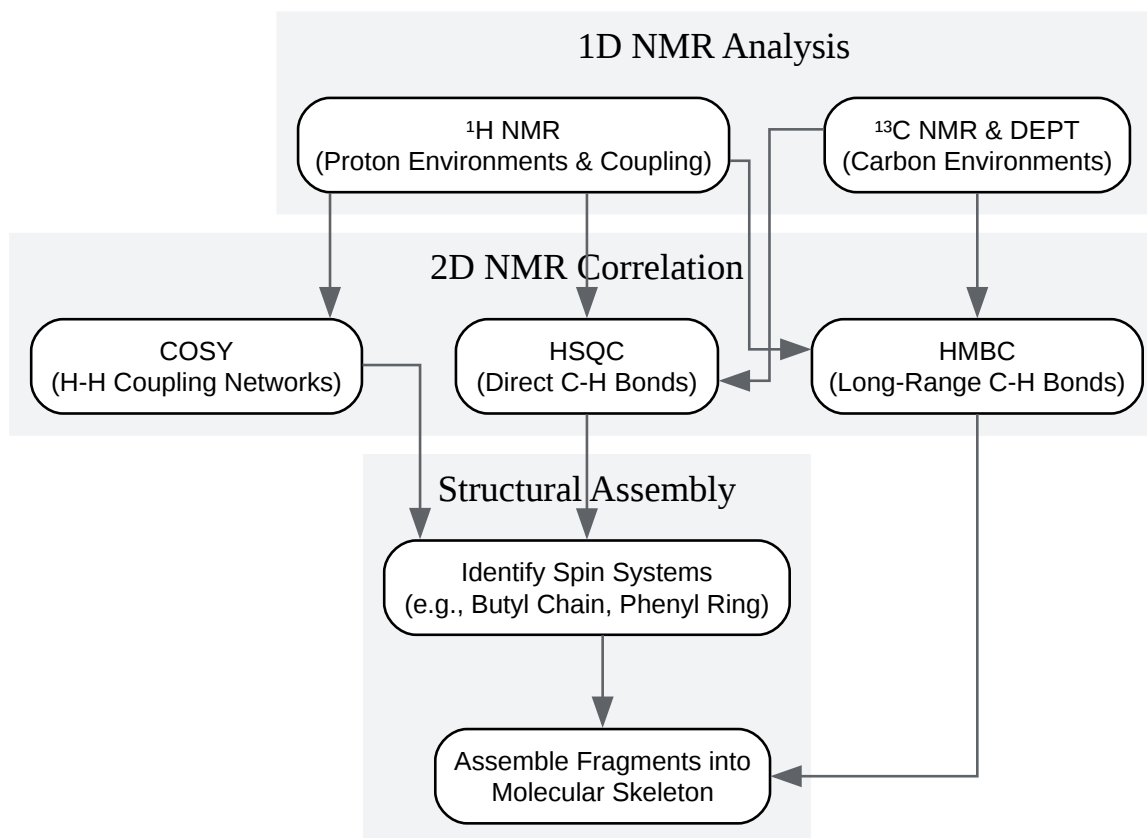 1D NMR Analysis
¹H NMR
(Proton Environments & Coupling)
¹³C NMR & DEPT
(Carbon Environments)
2D NMR Correlation
COSY
(H-H Coupling Networks)
HSQC
(Direct C-H Bonds)
HMBC
(Long-Range C-H Bonds)
Structural Assembly
Identify Spin Systems
(e.g., Butyl Chain, Phenyl Ring)
Assemble Fragments into
Molecular Skeleton